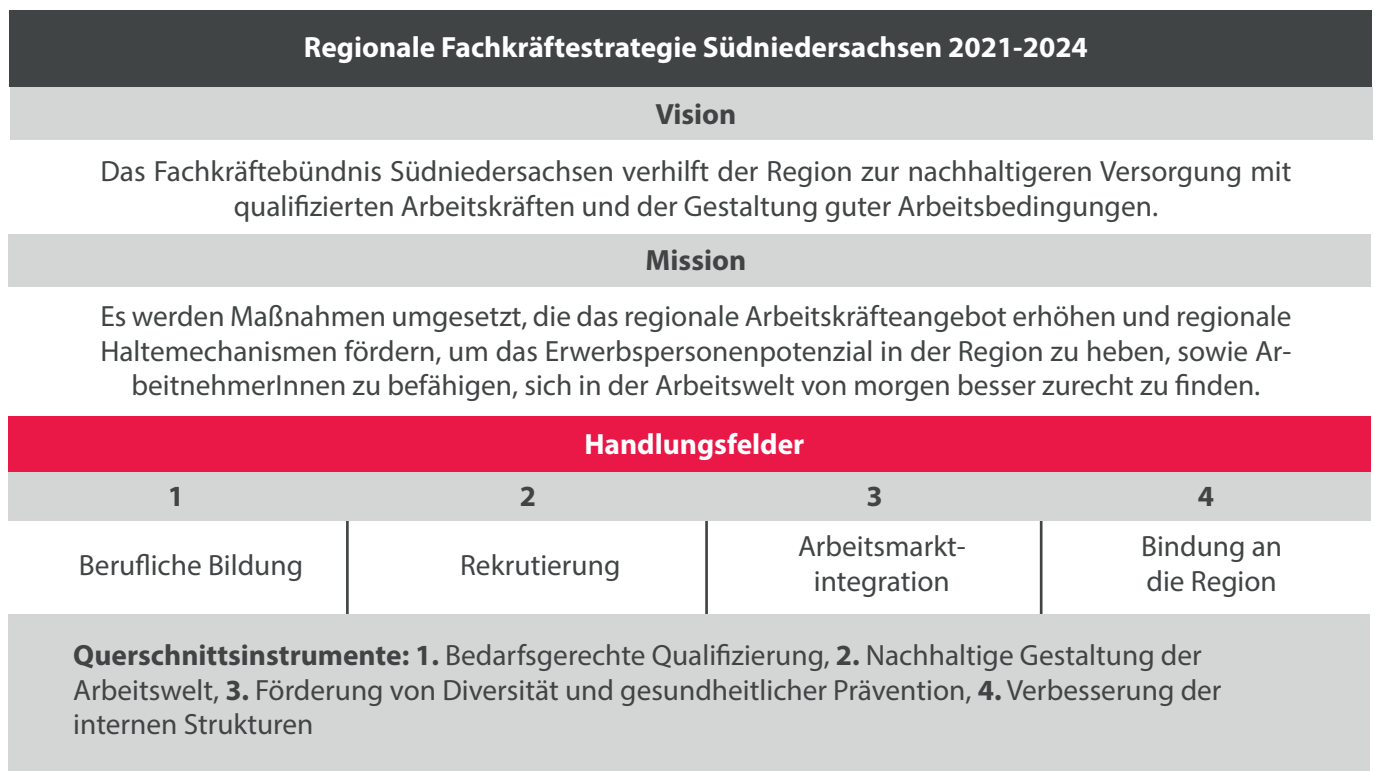 Regionale Fachkräftestrategie Südniedersachsen 2021-2024
Vision
Das Fachkräftebündnis Südniedersachsen verhilft der Region zur nachhaltigeren Versorgung mit
qualifizierten Arbeitskräften und der Gestaltung guter Arbeitsbedingungen.
Mission
Es werden Maßnahmen umgesetzt, die das regionale Arbeitskräfteangebot erhöhen und regionale
Haltemechanismen fördern, um das Erwerbspersonenpotenzial in der Region zu heben, sowie Ar-
beitnehmerInnen zu befähigen, sich in der Arbeitswelt von morgen besser zurecht zu finden.
Handlungsfelder
1 2 3 4
Berufliche Bildung
Rekrutierung
Arbeitsmarkt-
integration
Bindung an
die Region
Querschnittsinstrumente: 1. Bedarfsgerechte Qualifizierung, 2. Nachhaltige Gestaltung der
Arbeitswelt, 3. Förderung von Diversität und gesundheitlicher Prävention, 4. Verbesserung der
internen Strukturen